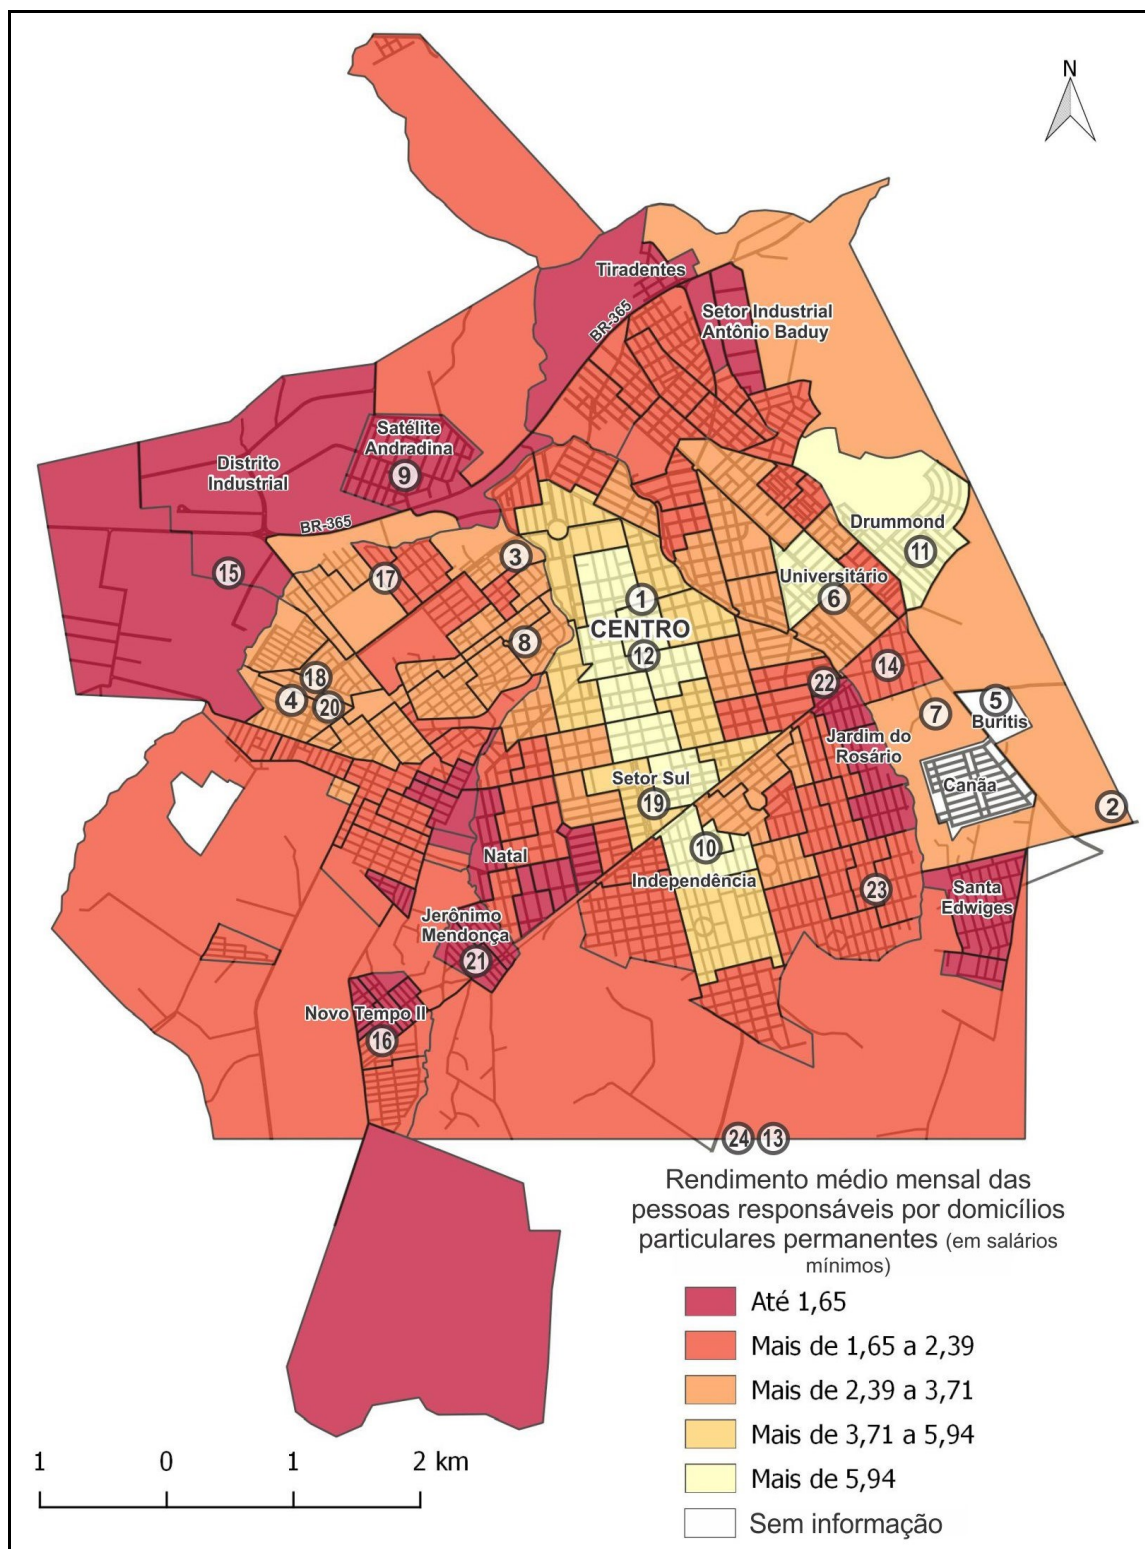 N
Tiradentes
BR-365
Setor Industrial
Antônio Baduy
Satélite
Andradina
9
Distrito
Industrial
BR-365
Drummond
11
3
17
15
Universitário
6
1
CENTRO
12
8
14
18
22
4
20
5
7
Buritis
Jardim do
Rosário
Canãa
2
Setor Sul
19
10
Natal
Independência
23
Santa
Edwiges
Jerônimo
Mendonça
21
Novo Tempo II
16
24
13
Rendimento médio mensal das
pessoas responsáveis por domicílios
particulares permanentes (em salários
mínimos)
Até 1,65
Mais de 1,65 a 2,39
Mais de 2,39 a 3,71
Mais de 3,71 a 5,94
Mais de 5,94
Sem informação
1 0 1 2 km